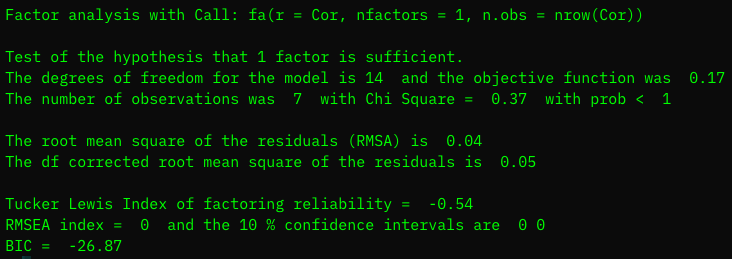 Factor analysis with Call: fa(r = Cor, nfactors = 1, n.obs = nrow(Cor))
Test of the hypothesis that 1 factor is sufficient.
The degrees of freedom for the model is 14  and the objective function was  0.17
The number of observations was  7  with Chi Square =  0.37  with prob <  1
The root mean square of the residuals (RMSA) is  0.04
The df corrected root mean square of the residuals is  0.05
Tucker Lewis Index of factoring reliability =  -0.54
RMSEA index =  0  and the 10 % confidence intervals are  0 0
BIC =  -26.87